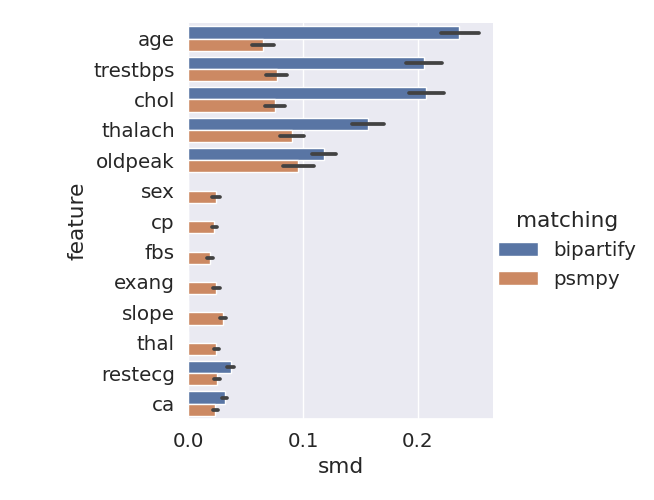 age
trestbps
chol
thalach
oldpeak
sex
cp
fbs
exang
slope
thal
restecg
ca
feature
0.0 0.1 0.2
smd
matching
bipartify
psmpy